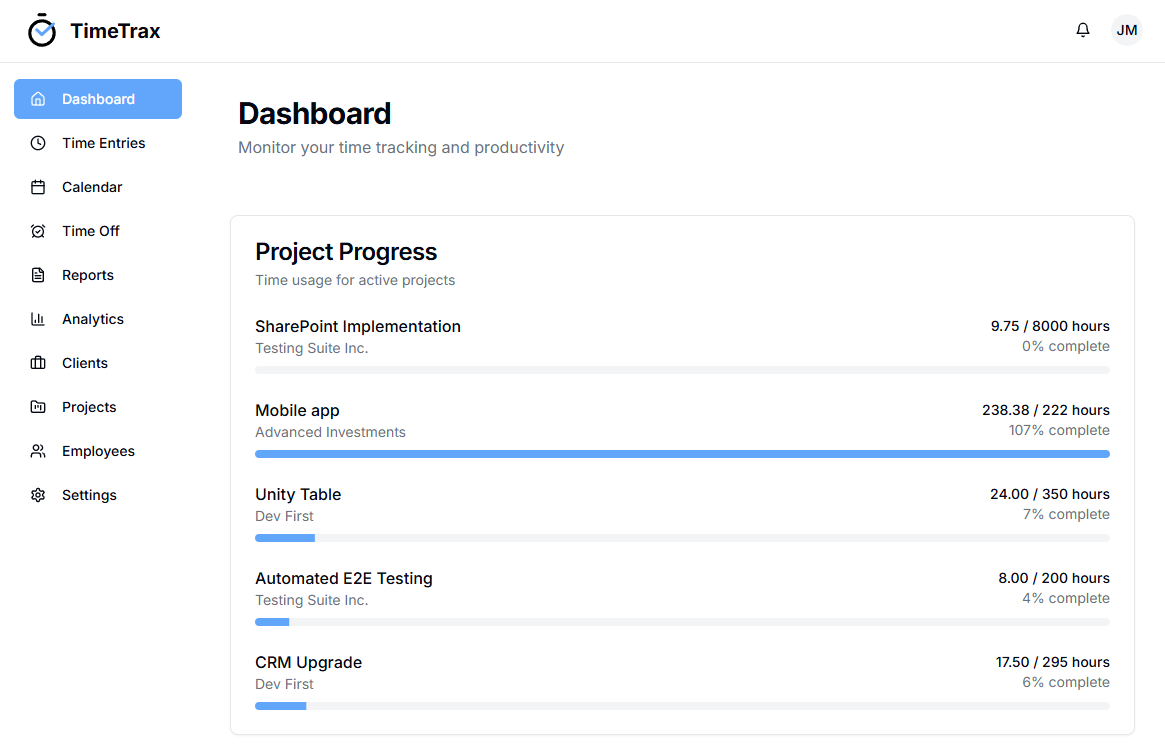 TimeTrax
JM
Dashboard
Time Entries
Calendar
Time Off
Reports
Analytics
Clients
Projects
Employees
Settings
Dashboard
Monitor your time tracking and productivity
Project Progress
Time usage for active projects
SharePoint Implementation
9.75 / 8000 hours
Testing Suite Inc.
0% complete
Mobile app
238.38 / 222 hours
Advanced Investments
107% complete
Unity Table
24.00 / 350 hours
Dev First
7% complete
Automated E2E Testing
8.00 / 200 hours
Testing Suite Inc.
4% complete
CRM Upgrade
17.50 / 295 hours
Dev First
6% complete